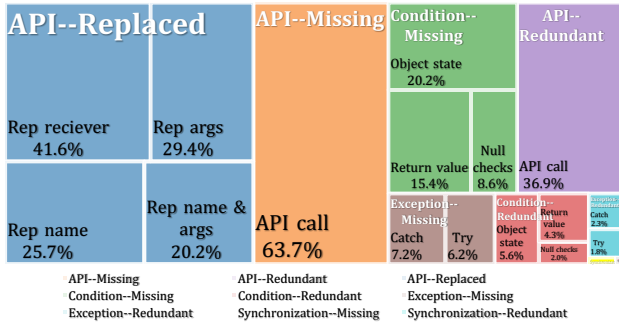 API--Replaced
Rep reciever
41.6%
Rep args
29.4%
Rep name
25.7%
Rep name &
args
20.2%
API--Missing
API call
63.7%
Condition--
Missing
Object state
20.2%
Return value
15.4%
Null
checks
8.6%
API--
Redundant
API call
36.9%
Exception--
Missing
Catch
7.2%
Try
6.2%
Condition--
Redundant
Object
state
5.6%
Return
value
4.3%
Null checks
2.0%
Exception--
Redundant
Catch
2.3%
Try
1.8%
API--Missing
API--Redundant
API--Replaced
Condition--Missing
Condition--Redundant
Exception--Missing
Exception--Redundant
Synchronization--Missing
Synchronization--Redundant